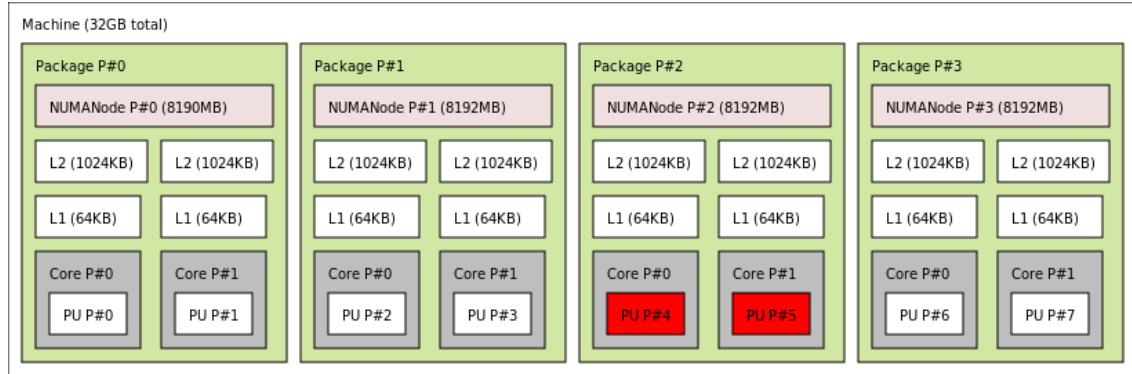 Machine (32GB total)
Package P#0
NUMANode P#0 (8190MB)
L2 (1024KB) L2 (1024KB)
L1 (64KB) L1 (64KB)
Core P#0 Core P#1
PU P#0 PU P#1
Package P#1
NUMANode P#1 (8192MB)
L2 (1024KB) L2 (1024KB)
L1 (64KB) L1 (64KB)
Core P#0 Core P#1
PU P#2 PU P#3
Package P#2
NUMANode P#2 (8192MB)
L2 (1024KB) L2 (1024KB)
L1 (64KB) L1 (64KB)
Core P#0 Core P#1
PU P#4 PU P#5
Package P#3
NUMANode P#3 (8192MB)
L2 (1024KB) L2 (1024KB)
L1 (64KB) L1 (64KB)
Core P#0 Core P#1
PU P#6 PU P#7